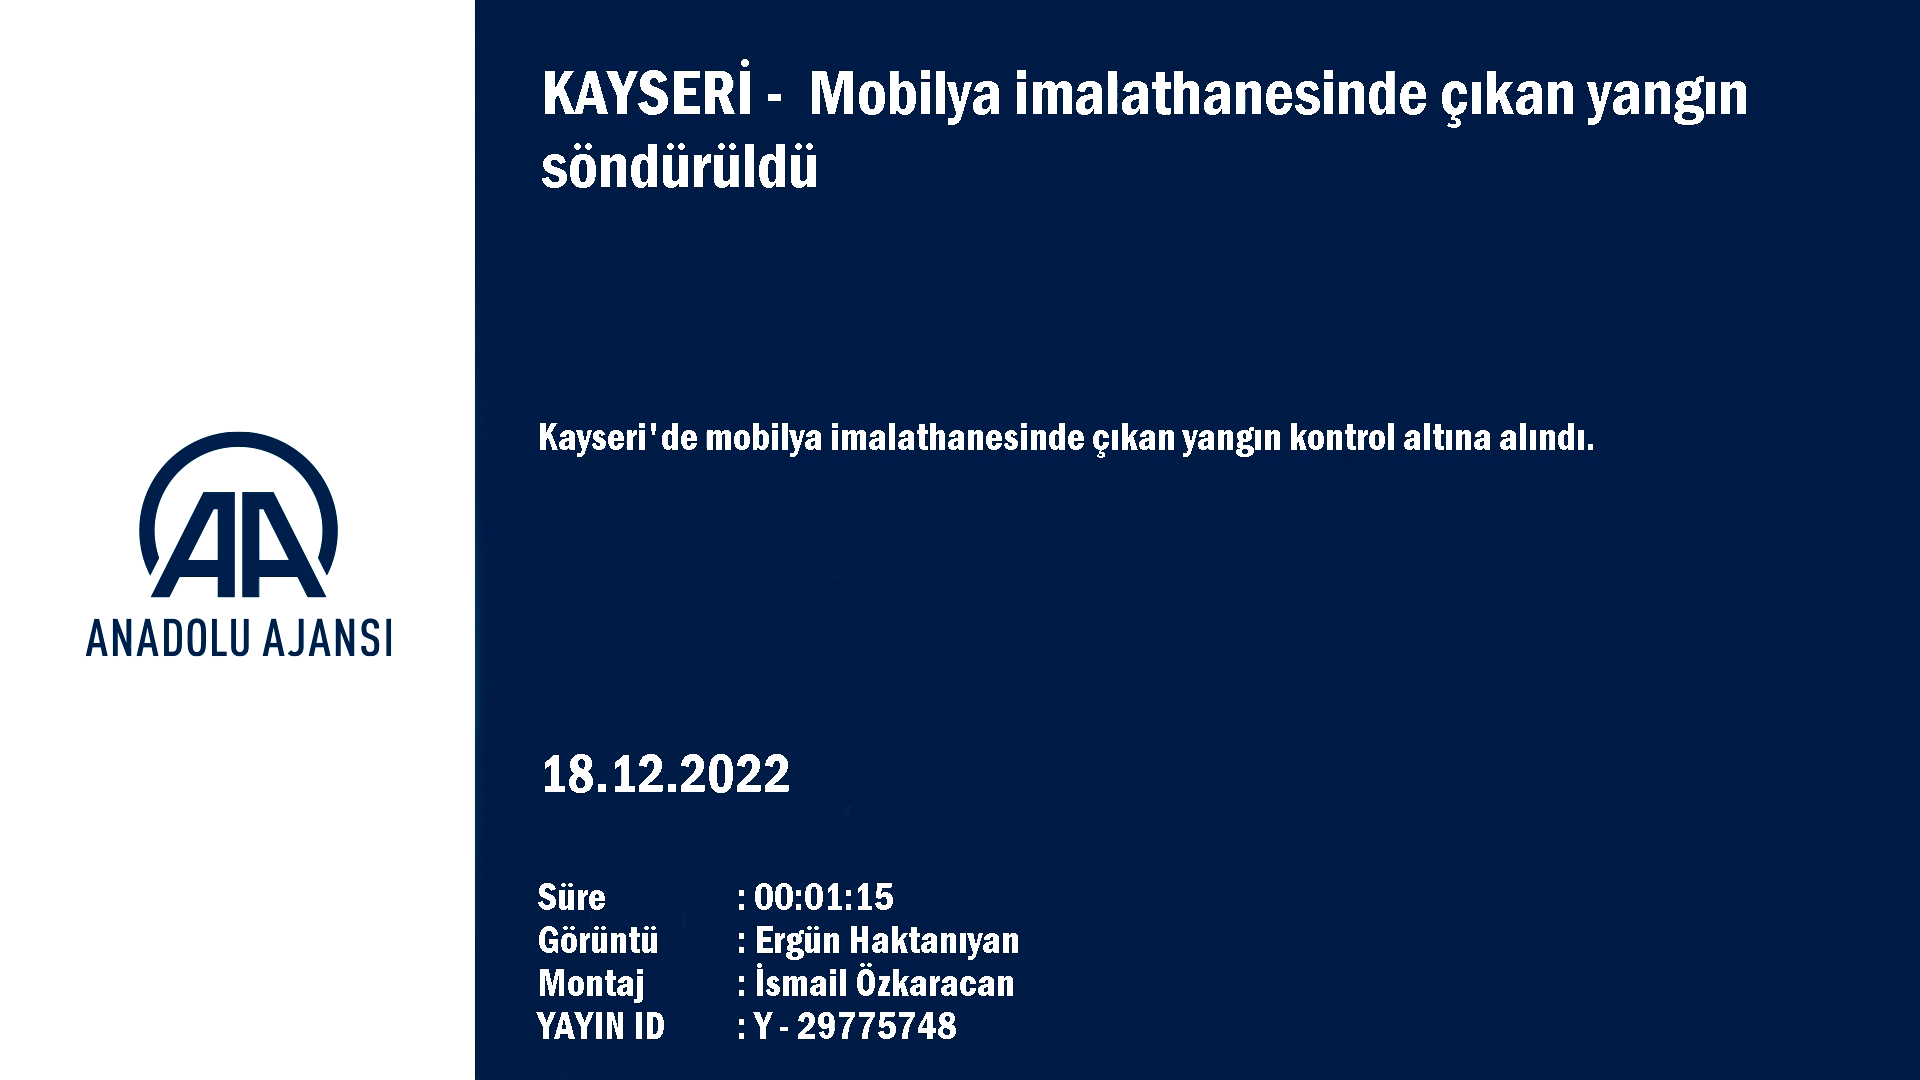 KAYSERİ -  Mobilya imalathanesinde çıkan yangın
söndürüldü
Kayseri'de mobilya imalathanesinde çıkan yangın kontrol altına alındı.
AA
ANADOLU AJANSI
18.12.2022
Süre : 00:01:15
Görüntü : Ergün Haktanıyan
Montaj : İsmail Özkaracan
YAYIN ID : Y - 29775748